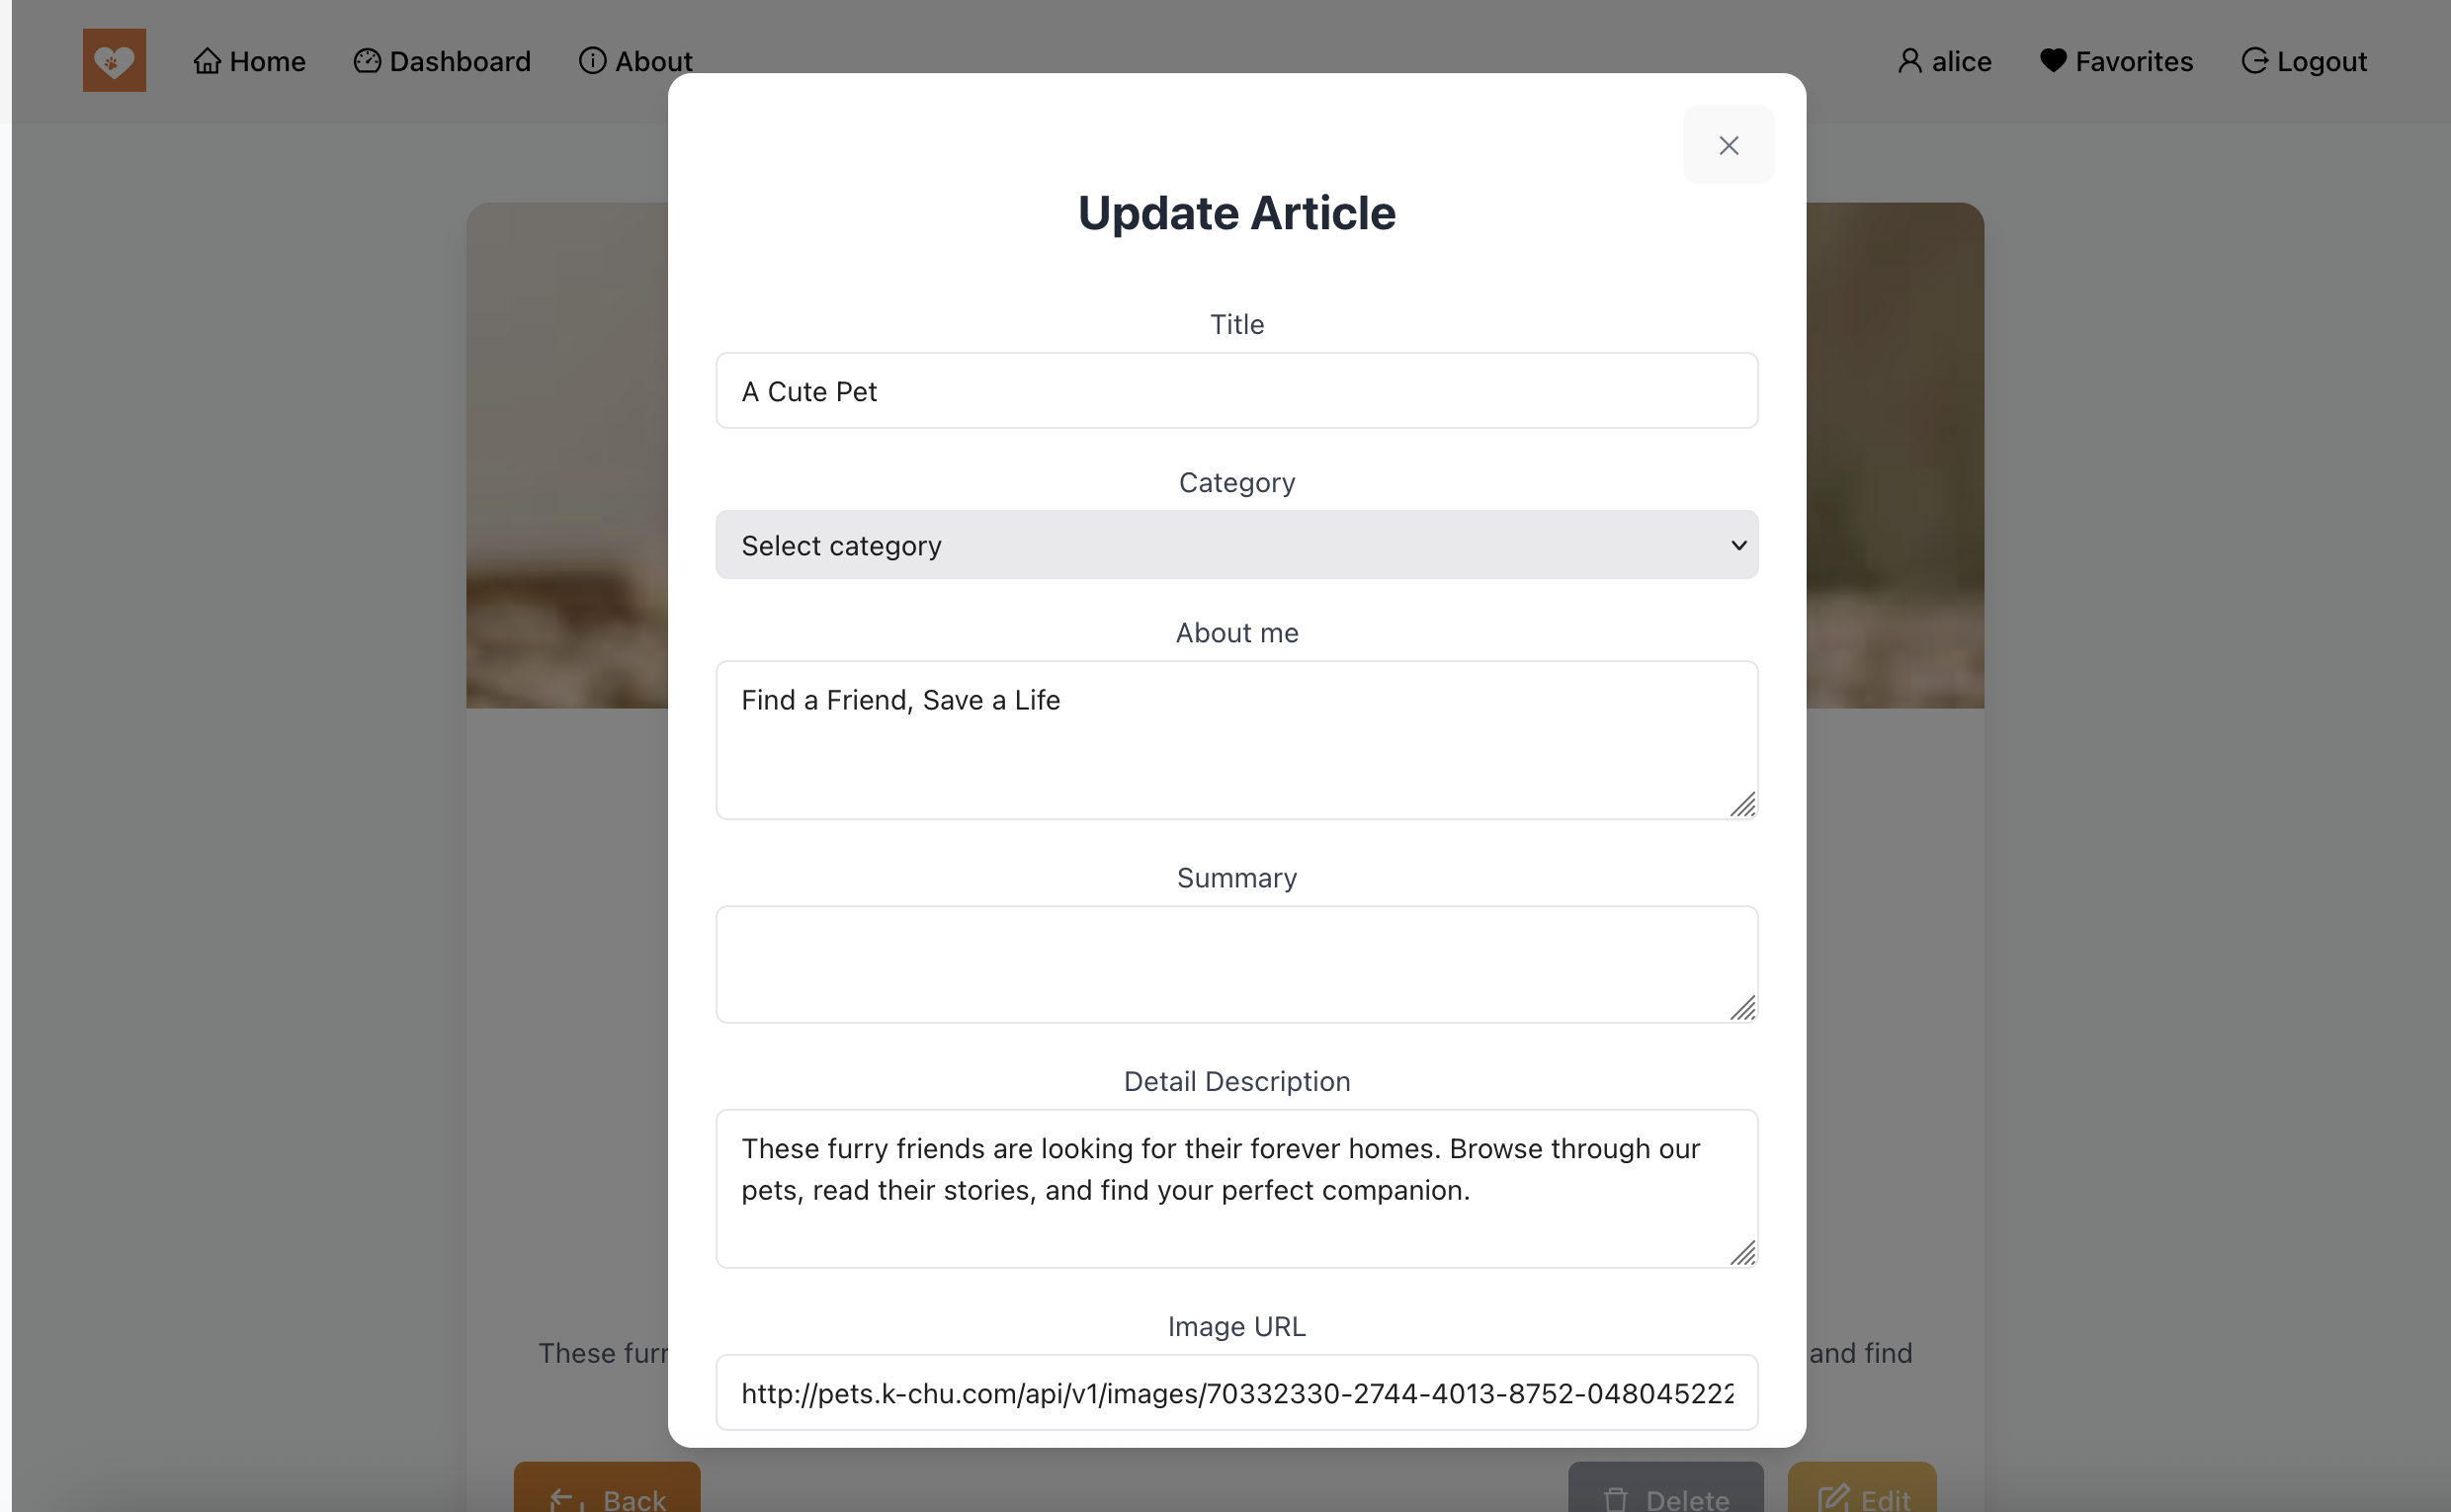 Home Dashboard About alice Favorites Logout
Update Article
Title
A Cute Pet
Category
Select category
About me
Find a Friend, Save a Life
Summary
Detail Description
These furry friends are looking for their forever homes. Browse through our
pets, read their stories, and find your perfect companion.
Image URL
http://pets.k-chu.com/api/v1/images/70332330-2744-4013-8752-048045222
These furr and find
Back Delete Edit